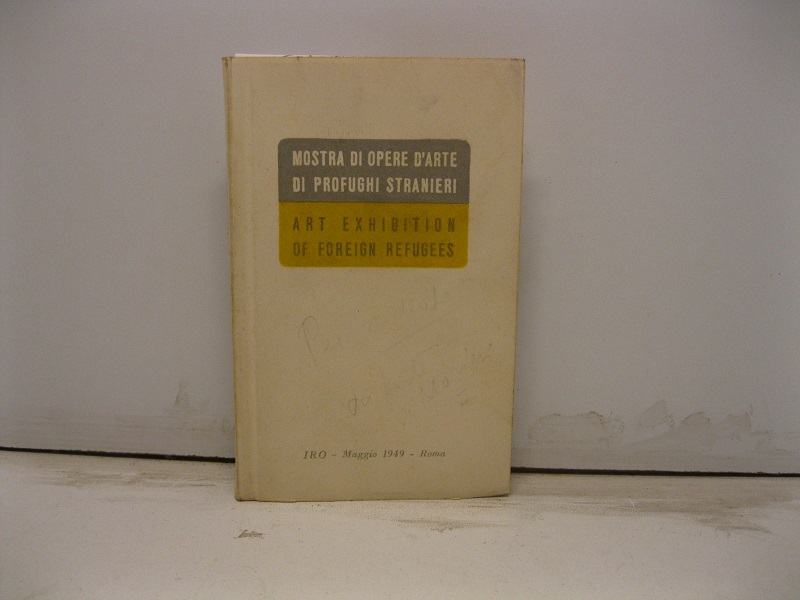 MOSTRA DI OPERE D'ARTE
DI PROFUGHI STRANIERI
ART EXHIBITION
OF FOREIGN REFUGEES
IRO - Maggio 1949 - Roma